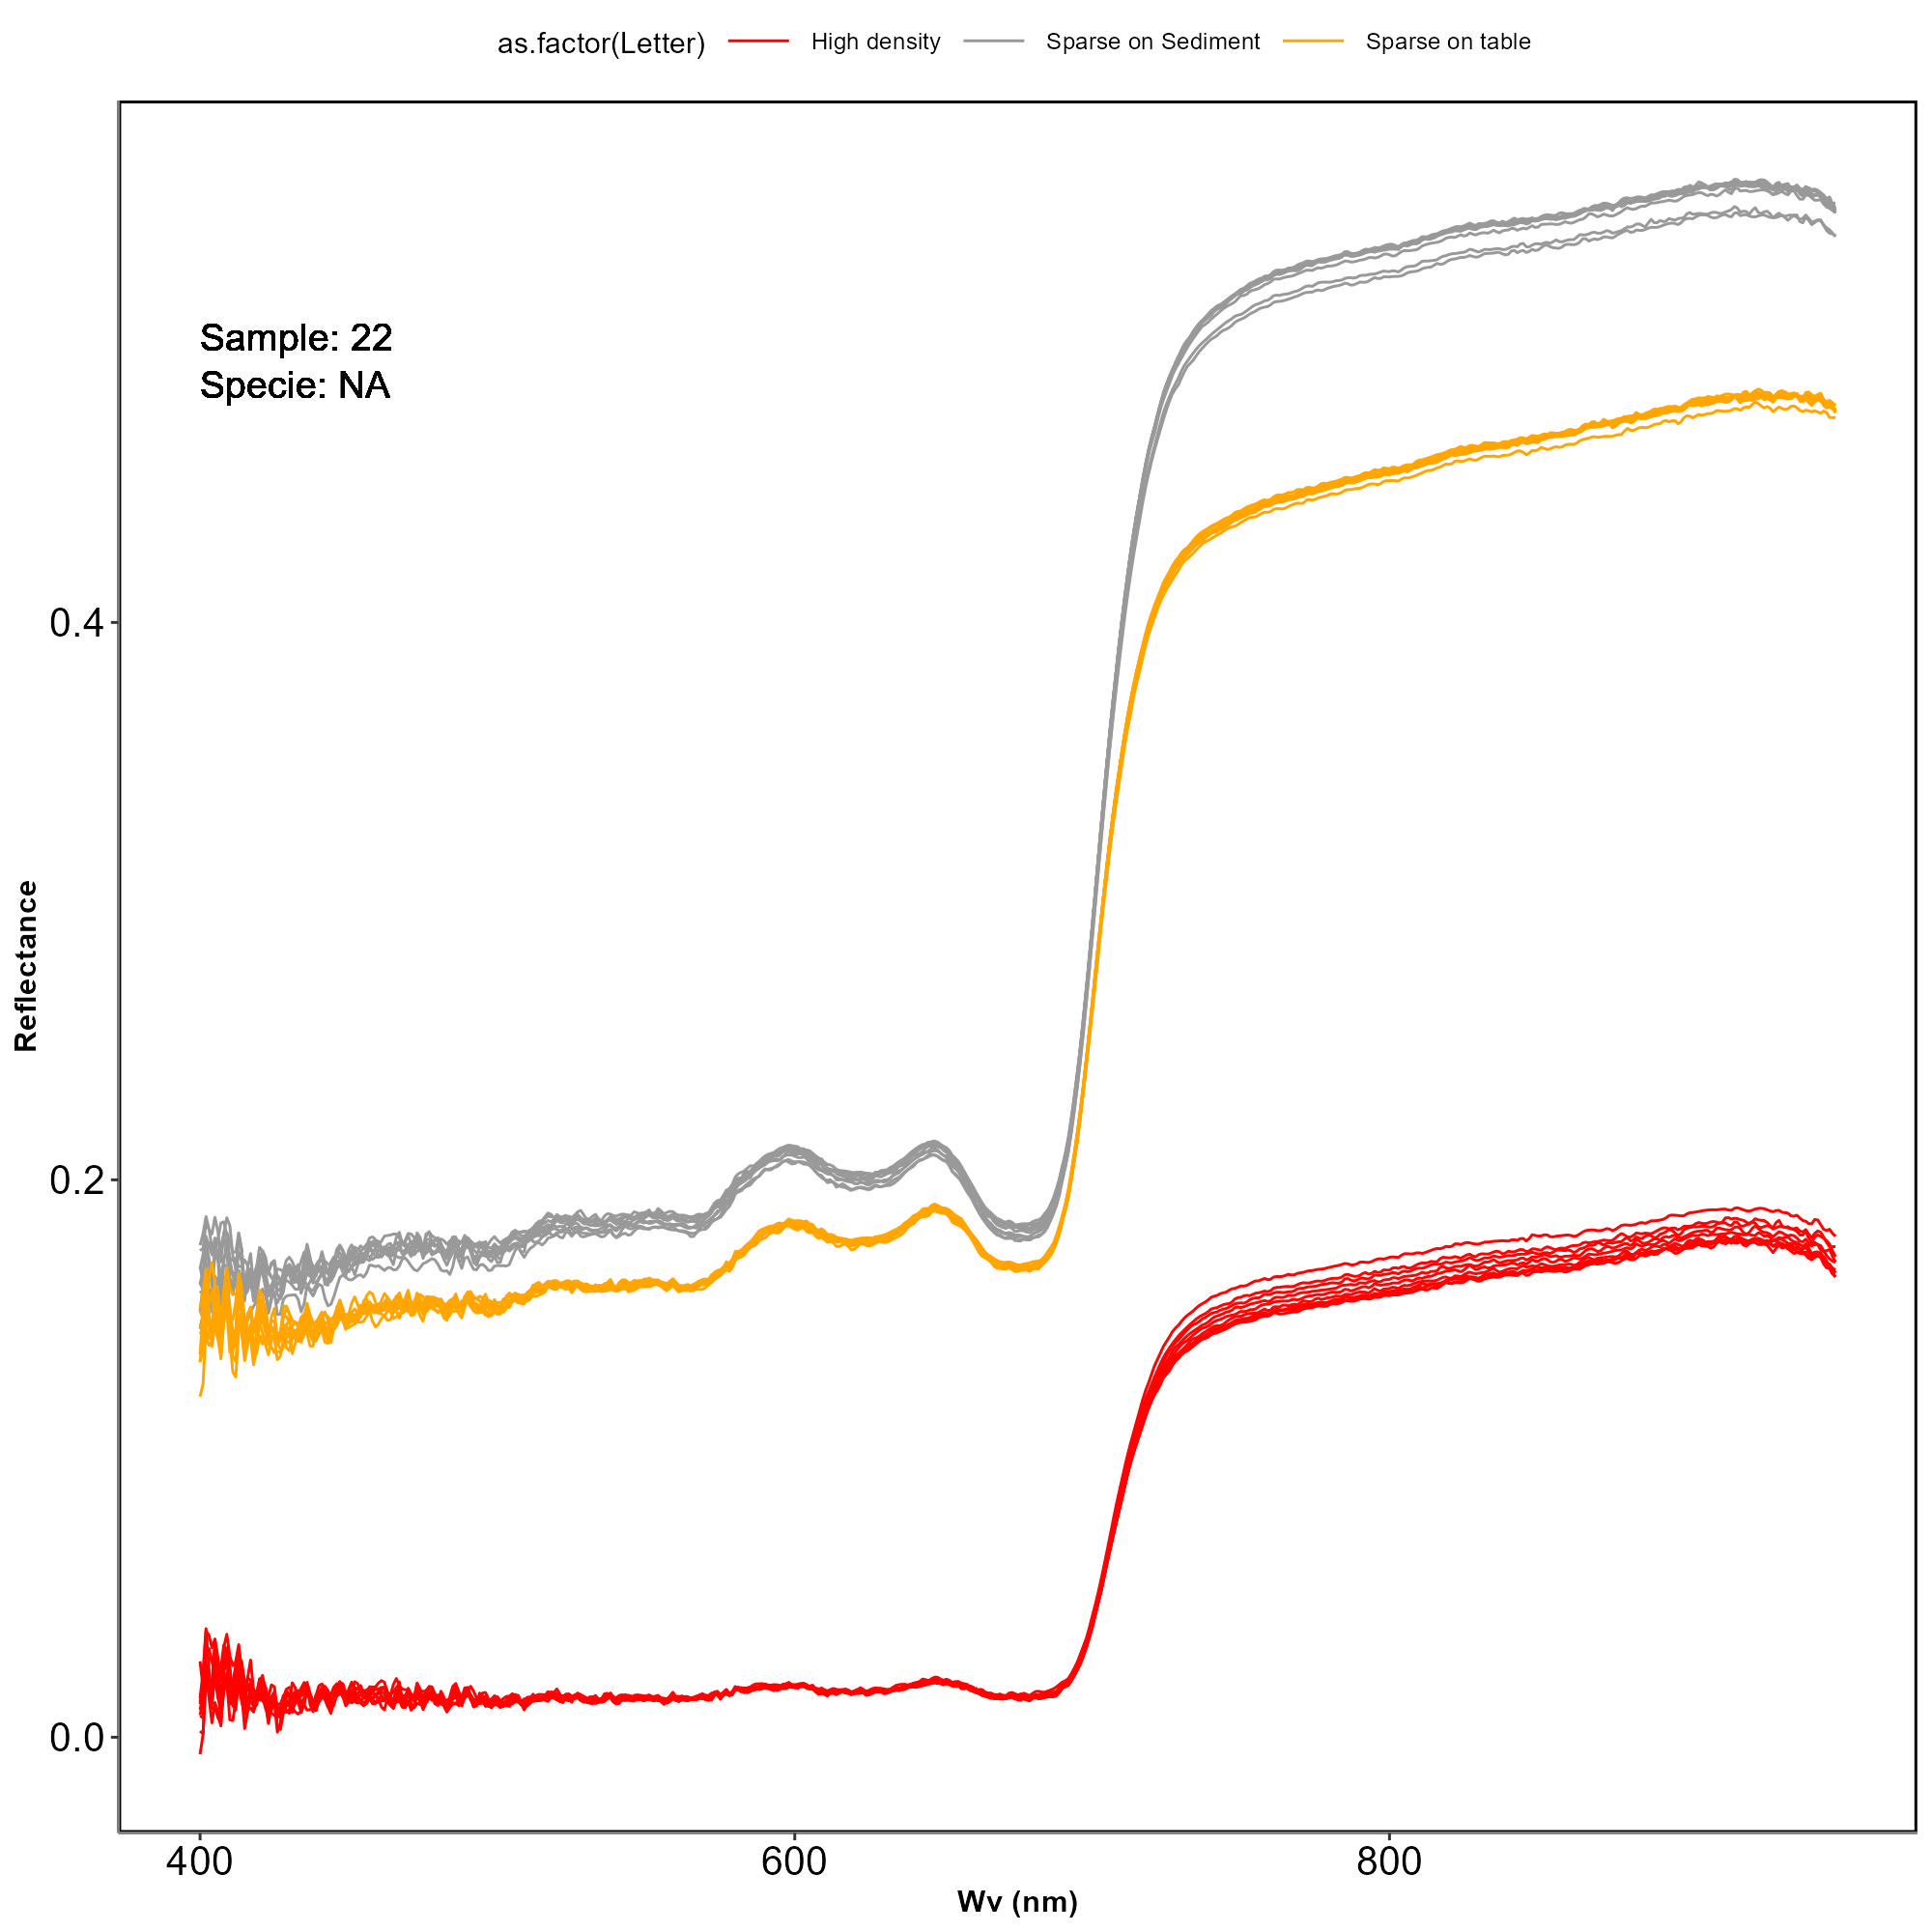 as.factor(Letter) High density Sparse on Sediment Sparse on table
Sample: 22
Specie: NA
0.4
0.2
0.0
Reflectance
400 600 800
Wv (nm)